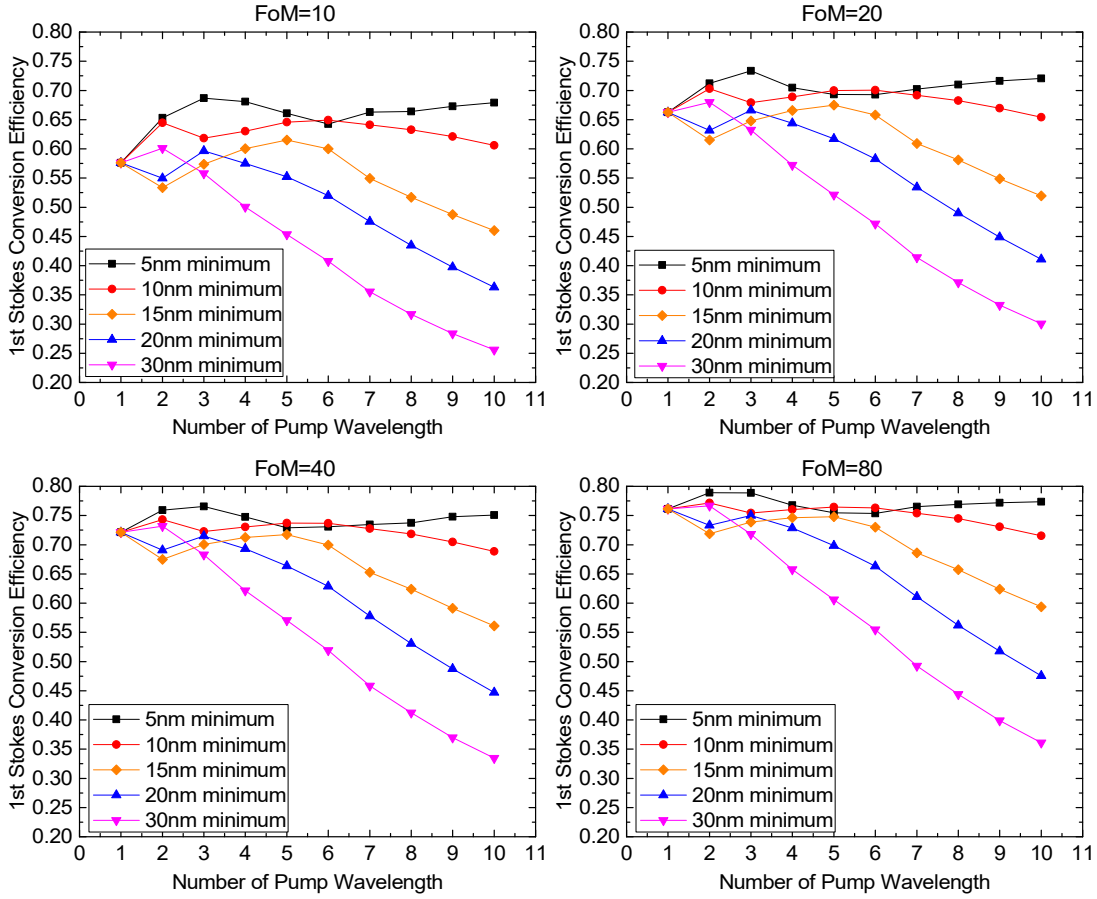 FoM=10
0.80
0.75
0.70
0.65
0.60
0.55
0.50
0.45
0.40
0.35
0.30
0.25
0.20
1st Stokes Conversion Efficiency
5nm minimum
10nm minimum
15nm minimum
20nm minimum
30nm minimum
0 1 2 3 4 5 6 7 8 9 10 11
Number of Pump Wavelength
FoM=20
0.80
0.75
0.70
0.65
0.60
0.55
0.50
0.45
0.40
0.35
0.30
0.25
0.20
1st Stokes Conversion Efficiency
5nm minimum
10nm minimum
15nm minimum
20nm minimum
30nm minimum
0 1 2 3 4 5 6 7 8 9 10 11
Number of Pump Wavelength
FoM=40
0.80
0.75
0.70
0.65
0.60
0.55
0.50
0.45
0.40
0.35
0.30
0.25
0.20
1st Stokes Conversion Efficiency
5nm minimum
10nm minimum
15nm minimum
20nm minimum
30nm minimum
0 1 2 3 4 5 6 7 8 9 10 11
Number of Pump Wavelength
FoM=80
0.80
0.75
0.70
0.65
0.60
0.55
0.50
0.45
0.40
0.35
0.30
0.25
0.20
1st Stokes Conversion Efficiency
5nm minimum
10nm minimum
15nm minimum
20nm minimum
30nm minimum
0 1 2 3 4 5 6 7 8 9 10 11
Number of Pump Wavelength